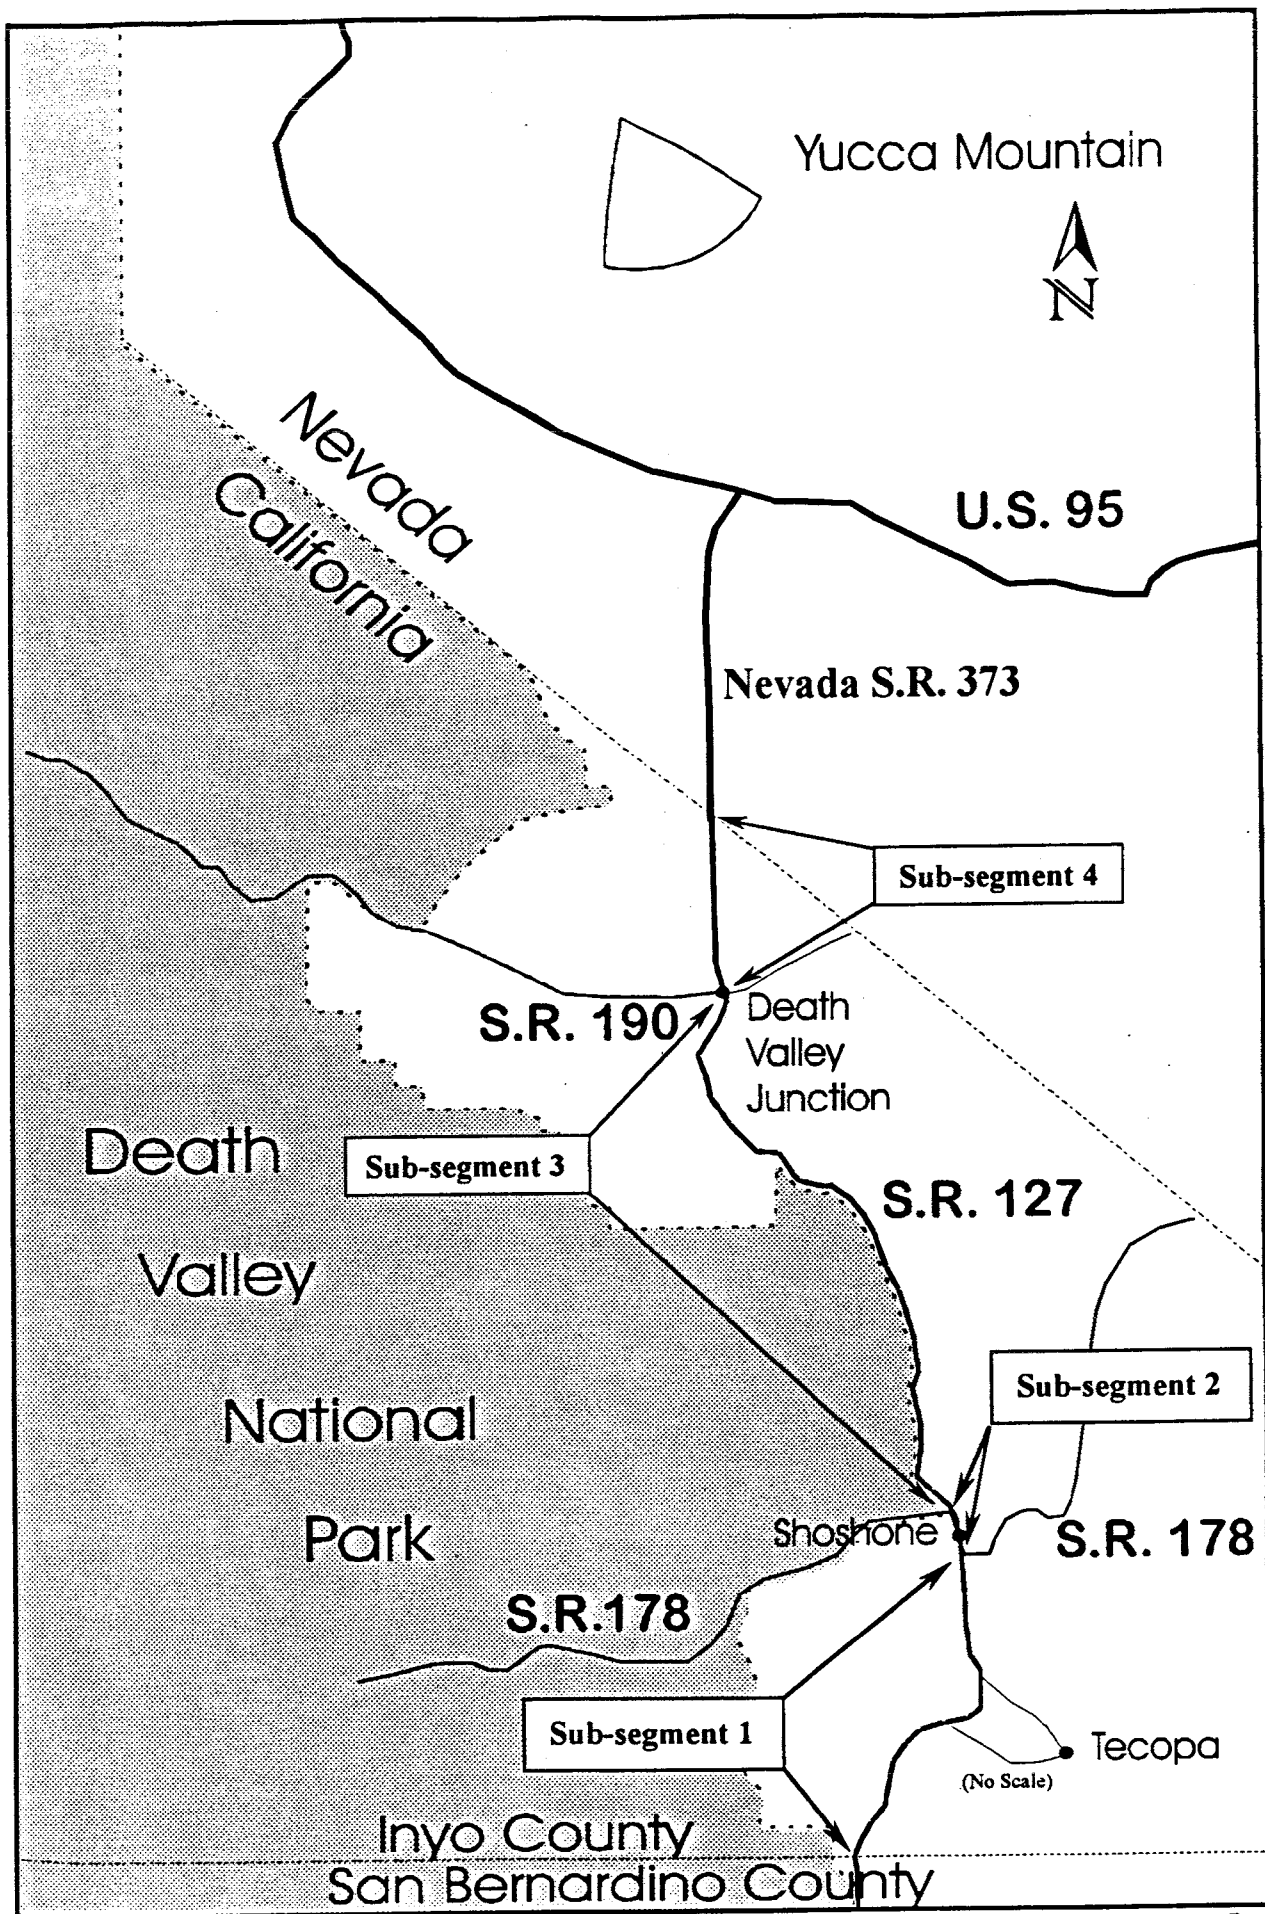 Yucca Mountain
N
Nevada
California
U.S. 95
Nevada S.R. 373
Sub-segment 4
S.R. 190
Death
Valley
Junction
Death
Sub-segment 3
S.R. 127
Valley
Sub-segment 2
National
Park
Shoshone
S.R. 178
S.R.178
Sub-segment 1
Tecopa
(No Scale)
Inyo County
San Bernardino County